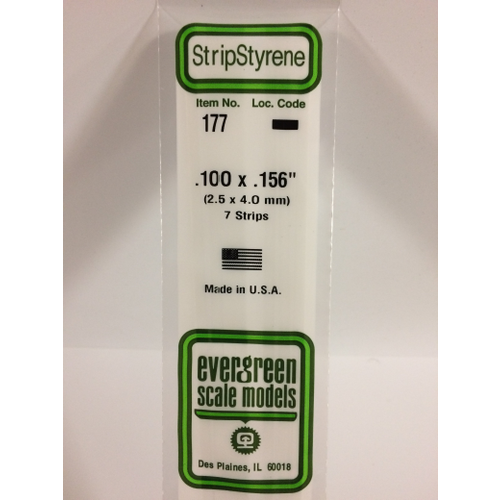 StripStyrene
Item No. Loc. Code
177
.100 x .156"
(2.5 x 4.0 mm)
7 Strips
Made in U.S.A.
evergreen
scale models
Des Plaines, IL 60018